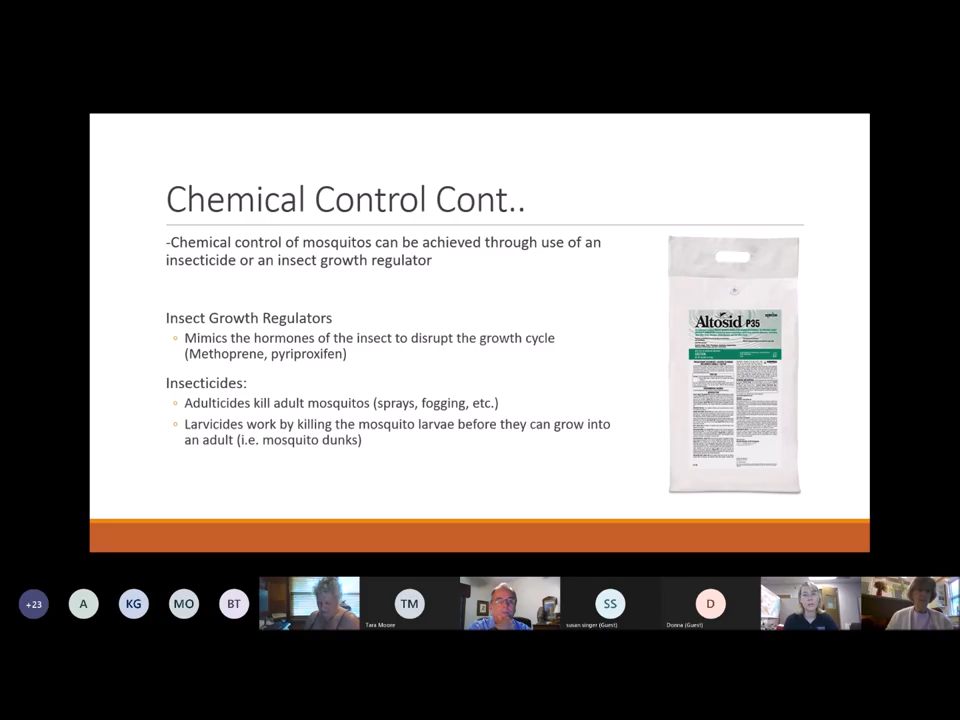 Chemical Control Cont..
-Chemical control of mosquitos can be achieved through use of an
insecticide or an insect growth regulator
Insect Growth Regulators
◦ Mimics the hormones of the insect to disrupt the growth cycle
(Methoprene, pyriproxifen)
Insecticides:
◦ Adulticides kill adult mosquitos (sprays, fogging, etc.)
◦ Larvicides work by killing the mosquito larvae before they can grow into
an adult (i.e. mosquito dunks)
Altosid P35
CAUTION
+23
A
KG
MO
BT
TM
Tara Moore
SS
susan singer (Guest)
D
Donna (Guest)